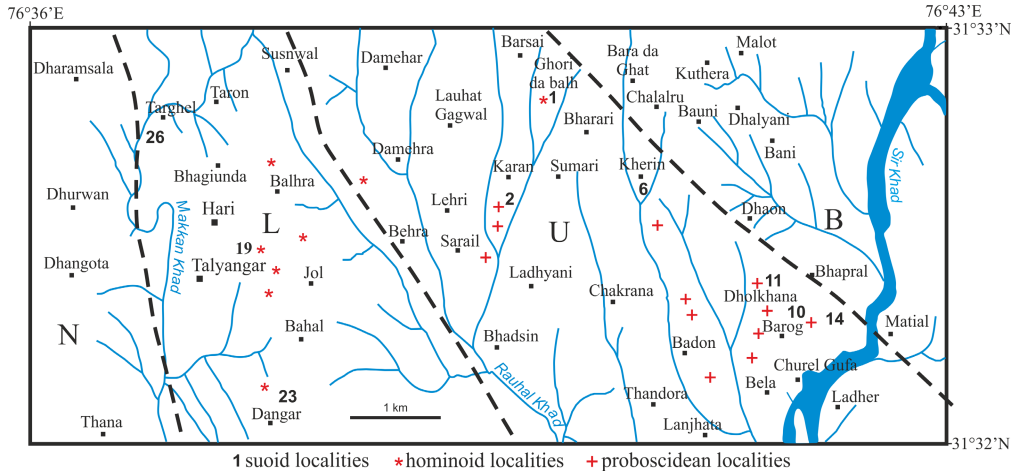 76°36'E
76°43'E
31°33'N
Dharamsala
Susnwal
Damehar
Barsai
Ghori
da balh
1
Bara da
Ghat
Malot
Kuthera
Targhel
Taron
26
Lauhat
Gagwal
Bharari
Chalalru
Bauni
Dhalyani
Bani
Sir Khad
Bhagiunda
Balhra
Damehra
Karan
Sumari
Kherin
6
Dhurwan
Makkan Khad
Hari
L
Lehri
2
Dhaon
B
U
19
Talyangar
Behra
Sarail
Dhangota
Jol
Ladhyani
Chakrana
11
Dholkhana
Bhapral
10
14
Barog
Matial
N
Bahal
Bhadsin
Badon
Rauhal Khad
Churel Gufa
Bela
23
Dangar
1 km
Thandora
Ladher
Thana
Lanjhata
31°32'N
1 suoid localities * hominoid localities + proboscidean localities